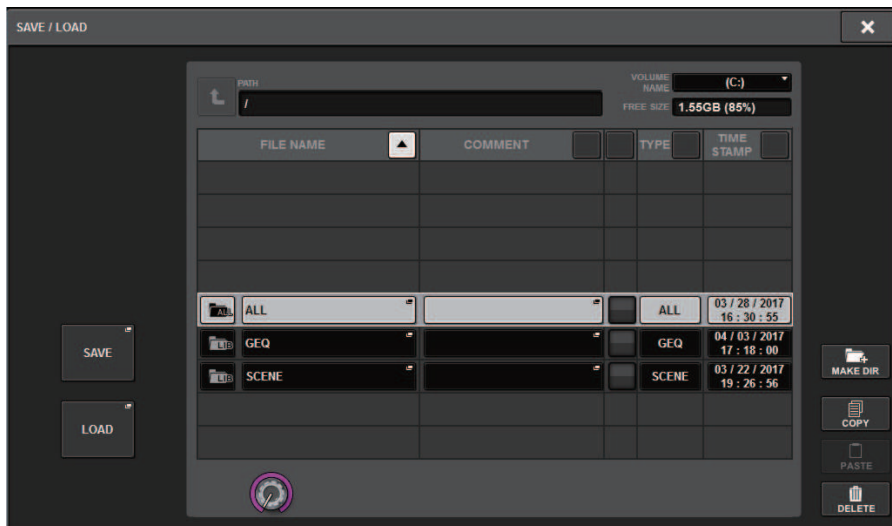 SAVE / LOAD
PATH
/
VOLUME NAME
(C:)
FREE SIZE
1.55GB (85%)
FILE NAME
COMMENT
TYPE
TIME STAMP
ALL
ALL
ALL
03 / 28 / 2017
16 : 30 : 55
LIB
GEQ
GEQ
04 / 03 / 2017
17 : 18 : 00
LIB
SCENE
SCENE
03 / 22 / 2017
19 : 26 : 56
SAVE
LOAD
MAKE DIR
COPY
PASTE
DELETE